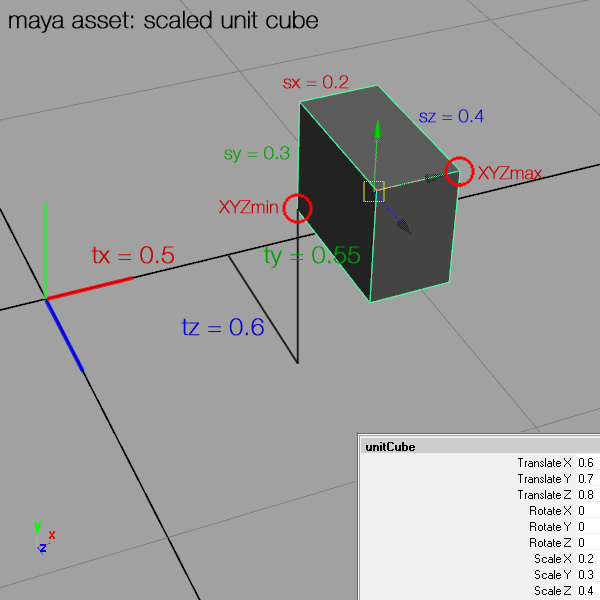 maya asset: scaled unit cube
sx = 0.2
sz = 0.4
sy = 0.3
XYZmax
XYZmin
tx = 0.5
ty = 0.55
tz = 0.6
unitCube
Translate X 0.6
Translate Y 0.7
Translate Z 0.8
Rotate X 0
Rotate Y 0
Rotate Z 0
Scale X 0.2
Scale Y 0.3
Scale Z 0.4
Y
X
Z